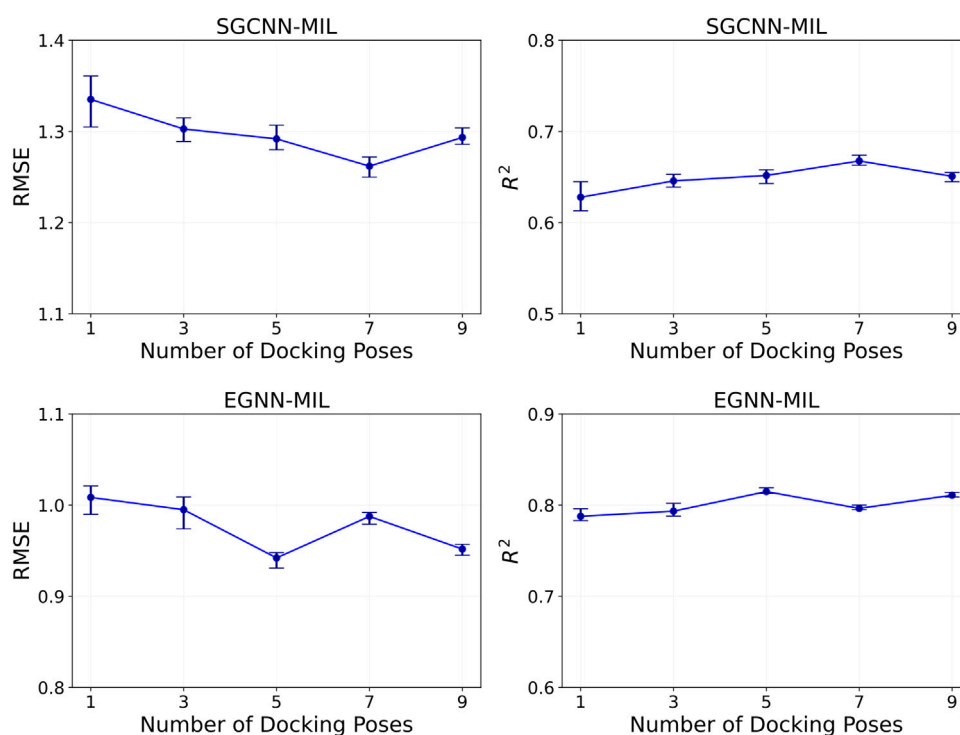 SGCNN-MIL
1.4
1.3
1.2
1.1
RMSE
1 3 5 7 9
Number of Docking Poses
SGCNN-MIL
0.8
0.7
0.6
0.5
R²
1 3 5 7 9
Number of Docking Poses
EGNN-MIL
1.1
1.0
0.9
0.8
RMSE
1 3 5 7 9
Number of Docking Poses
EGNN-MIL
0.9
0.8
0.7
0.6
R²
1 3 5 7 9
Number of Docking Poses